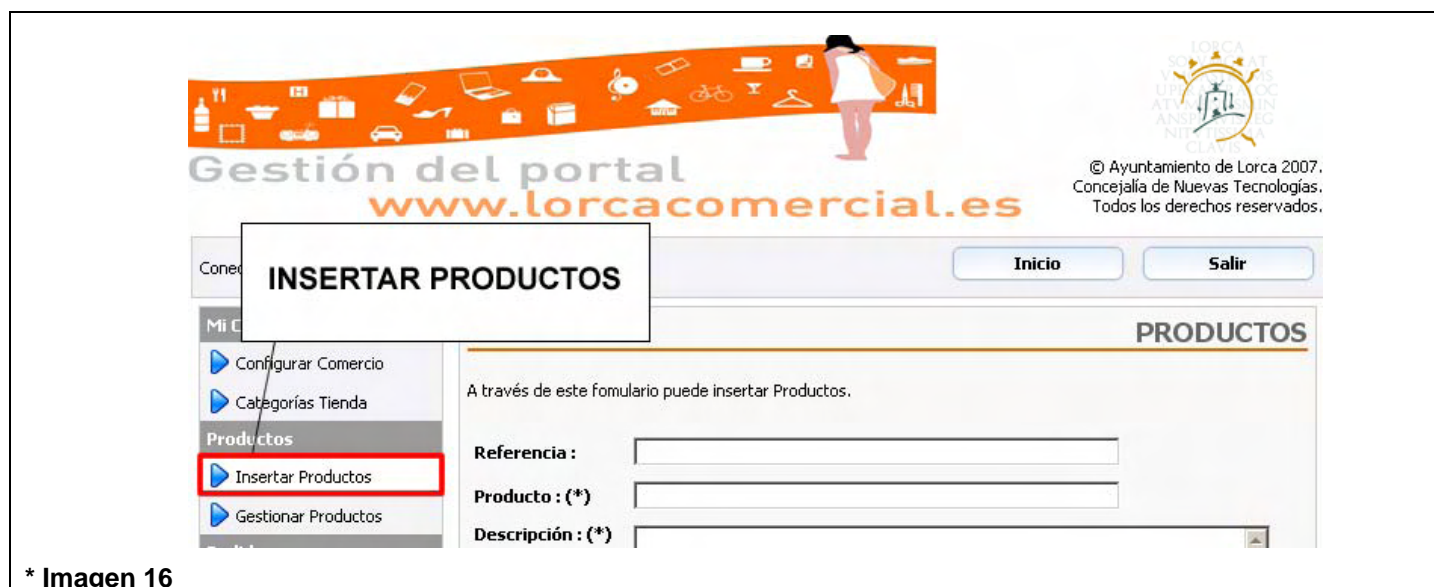 Gestión del portal
www.lorcacomercial.es
© Ayuntamiento de Lorca 2007.
Concejalía de Nuevas Tecnologías.
Todos los derechos reservados.
INSERTAR PRODUCTOS
Inicio
Salir
Configurar Comercio
Categorías Tienda
Productos
Insertar Productos
Gestionar Productos
PRODUCTOS
A través de este fomulario puede insertar Productos.
Referencia :
Producto : (*)
Descripción : (*)
* Imagen 16